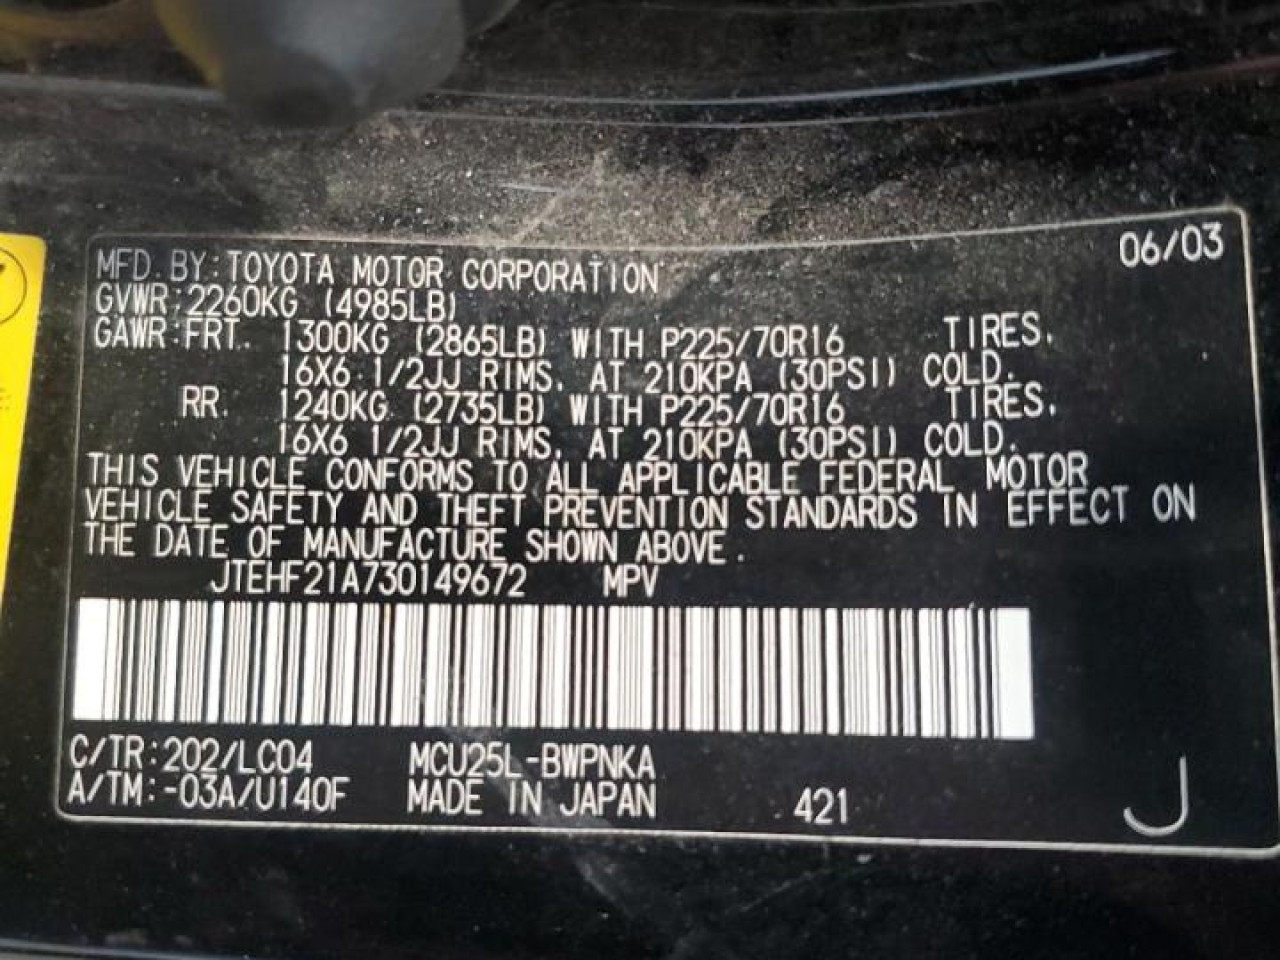 06/03
MFD. BY: TOYOTA MOTOR CORPORATION
GVWR: 2260KG (4985LB)
GAWR: FRT. 1300KG (2865LB) WITH P225/70R16 TIRES.
16X6 1/2JJ RIMS. AT 210KPA (30PSI) COLD.
RR. 1240KG (2735LB) WITH P225/70R16 TIRES.
16X6 1/2JJ RIMS. AT 210KPA (30PSI) COLD.
THIS VEHICLE CONFORMS TO ALL APPLICABLE FEDERAL MOTOR
VEHICLE SAFETY AND THEFT PREVENTION STANDARDS IN EFFECT ON
THE DATE OF MANUFACTURE SHOWN ABOVE.
JTEHF21A730149672 MPV
C/TR: 202/LC04 MCU25L-BWPNKA
A/TM: -03A/U140F MADE IN JAPAN 421 J